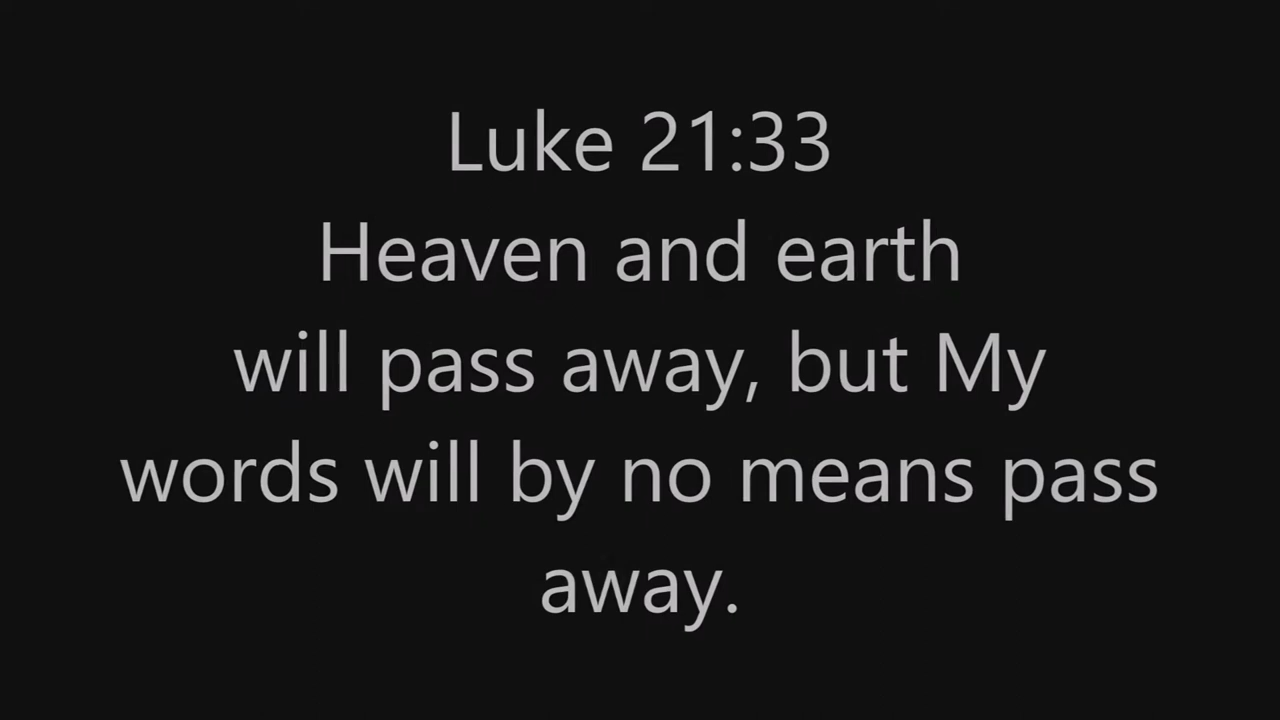 Luke 21:33
Heaven and earth
will pass away, but My
words will by no means pass
away.